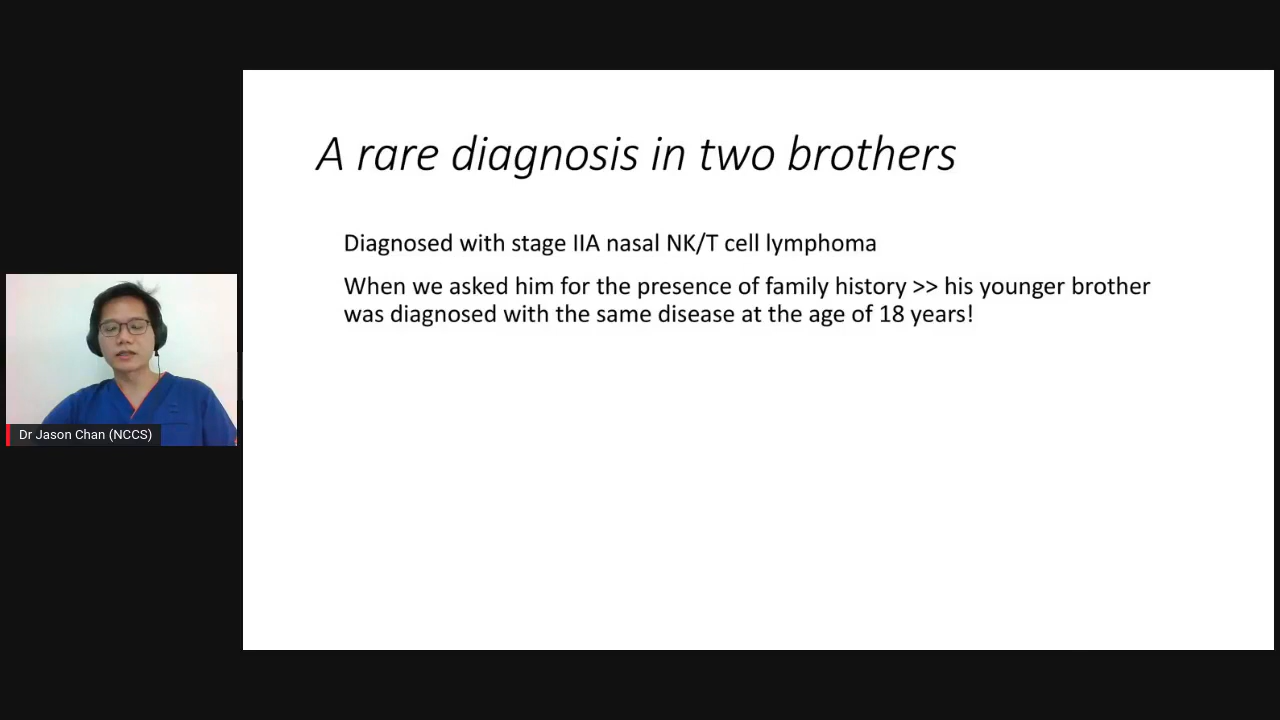 A rare diagnosis in two brothers
Diagnosed with stage IIA nasal NK/T cell lymphoma
When we asked him for the presence of family history >> his younger brother
was diagnosed with the same disease at the age of 18 years!
Dr Jason Chan (NCCS)